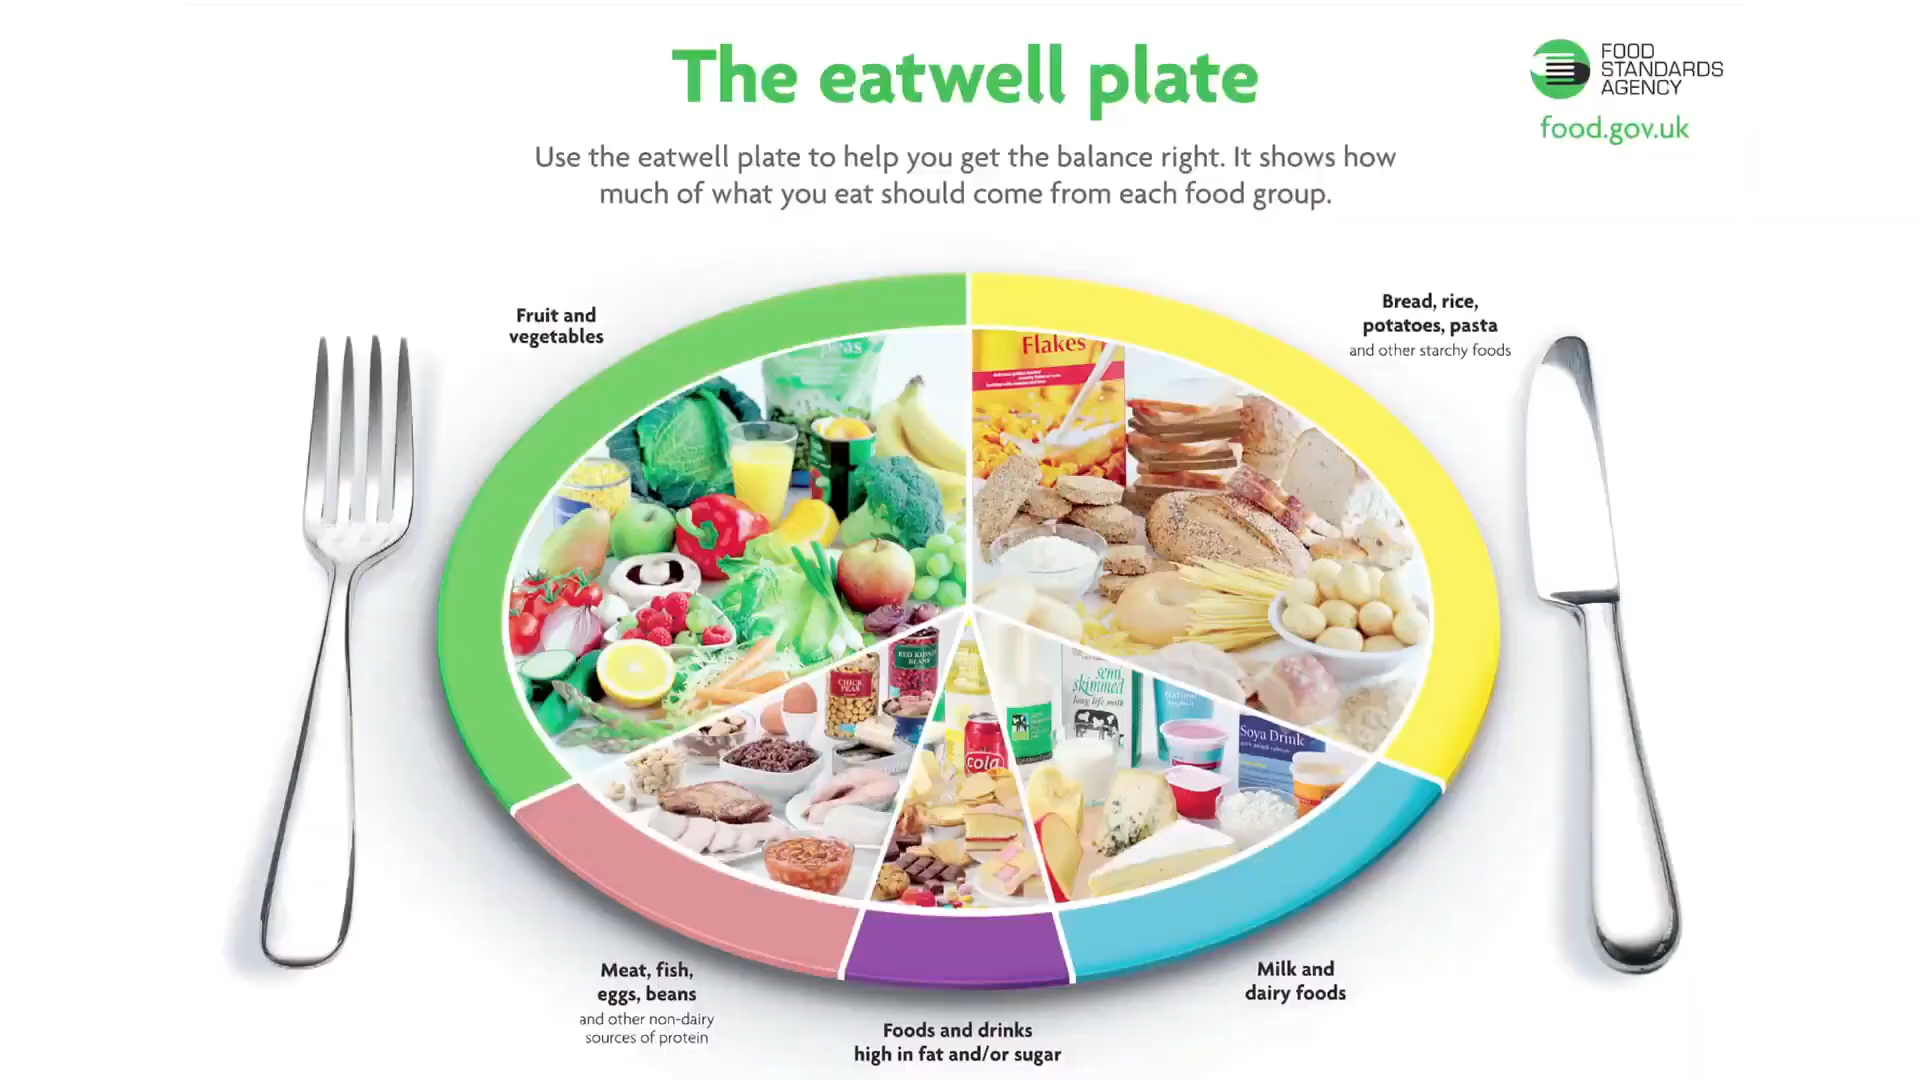 The eatwell plate
FOOD
STANDARDS
AGENCY
food.gov.uk
Use the eatwell plate to help you get the balance right. It shows how
much of what you eat should come from each food group.
Fruit and
vegetables
Bread, rice,
potatoes, pasta
and other starchy foods
peas
Flakes
RED KIDNEY
BEANS
CHICK
PEAS
semi
skimmed
long life milk
natural
Soya Drink
cola
Meat, fish,
eggs, beans
and other non-dairy
sources of protein
Foods and drinks
high in fat and/or sugar
Milk and
dairy foods